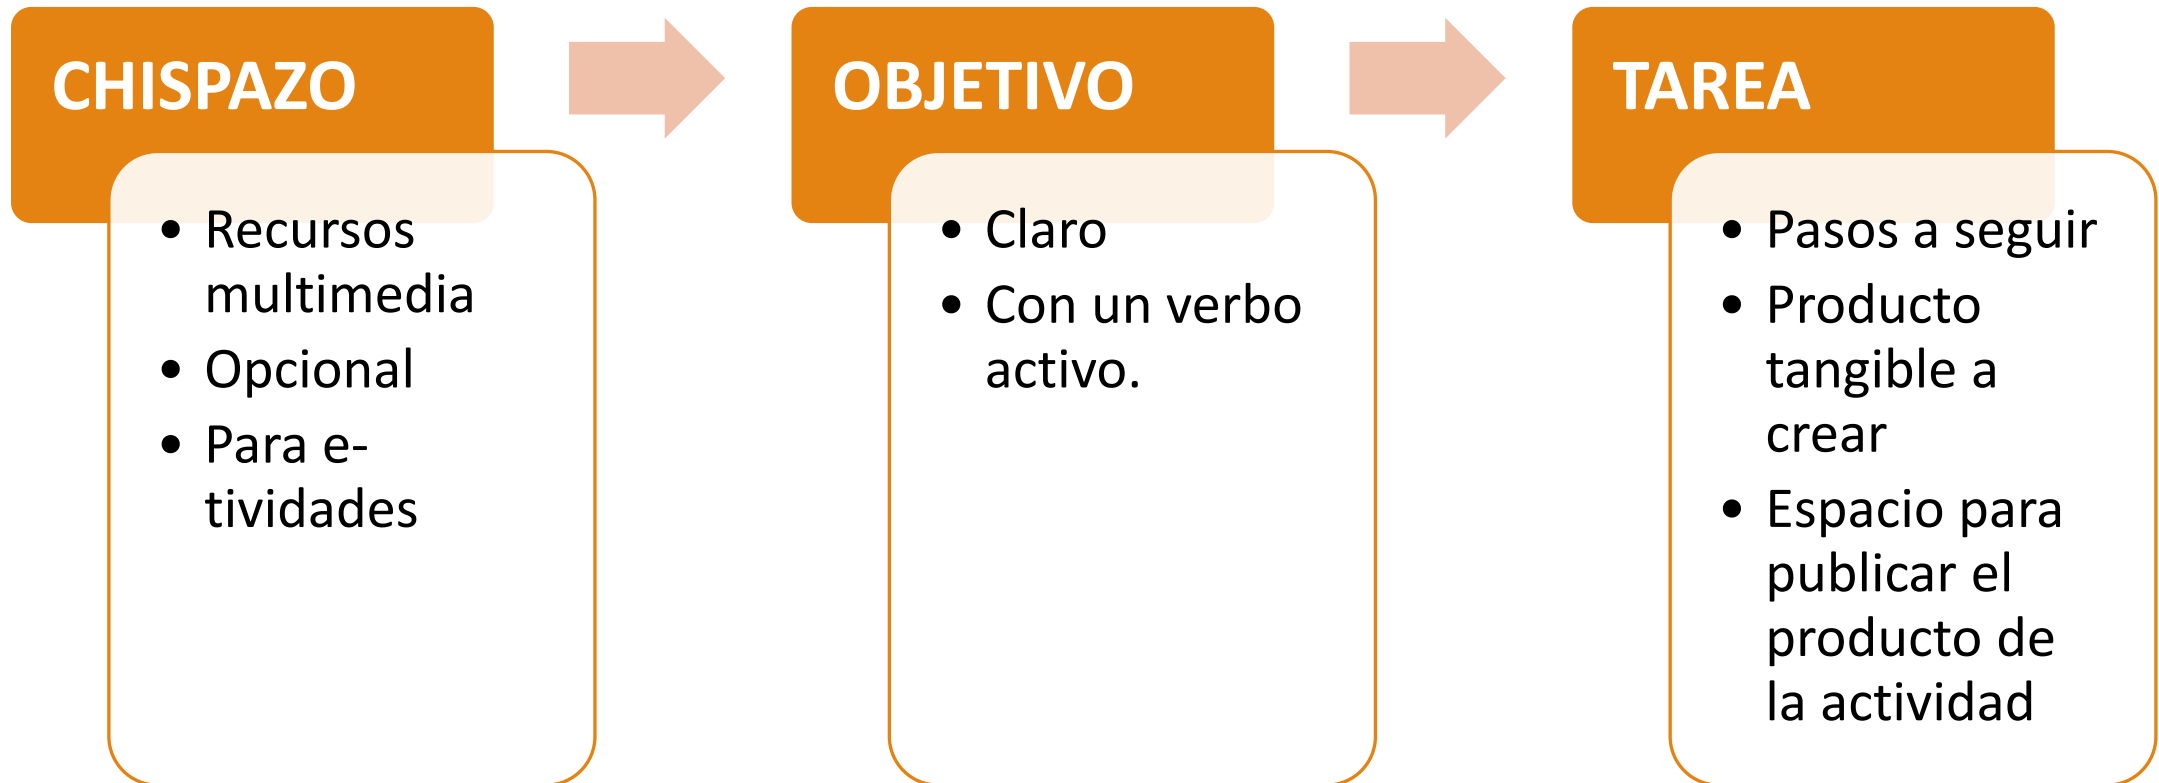 CHISPAZO
• Recursos
multimedia
• Opcional
• Para e-
tividades
OBJETIVO
• Claro
• Con un verbo
activo.
TAREA
• Pasos a seguir
• Producto
tangible a
crear
• Espacio para
publicar el
producto de
la actividad